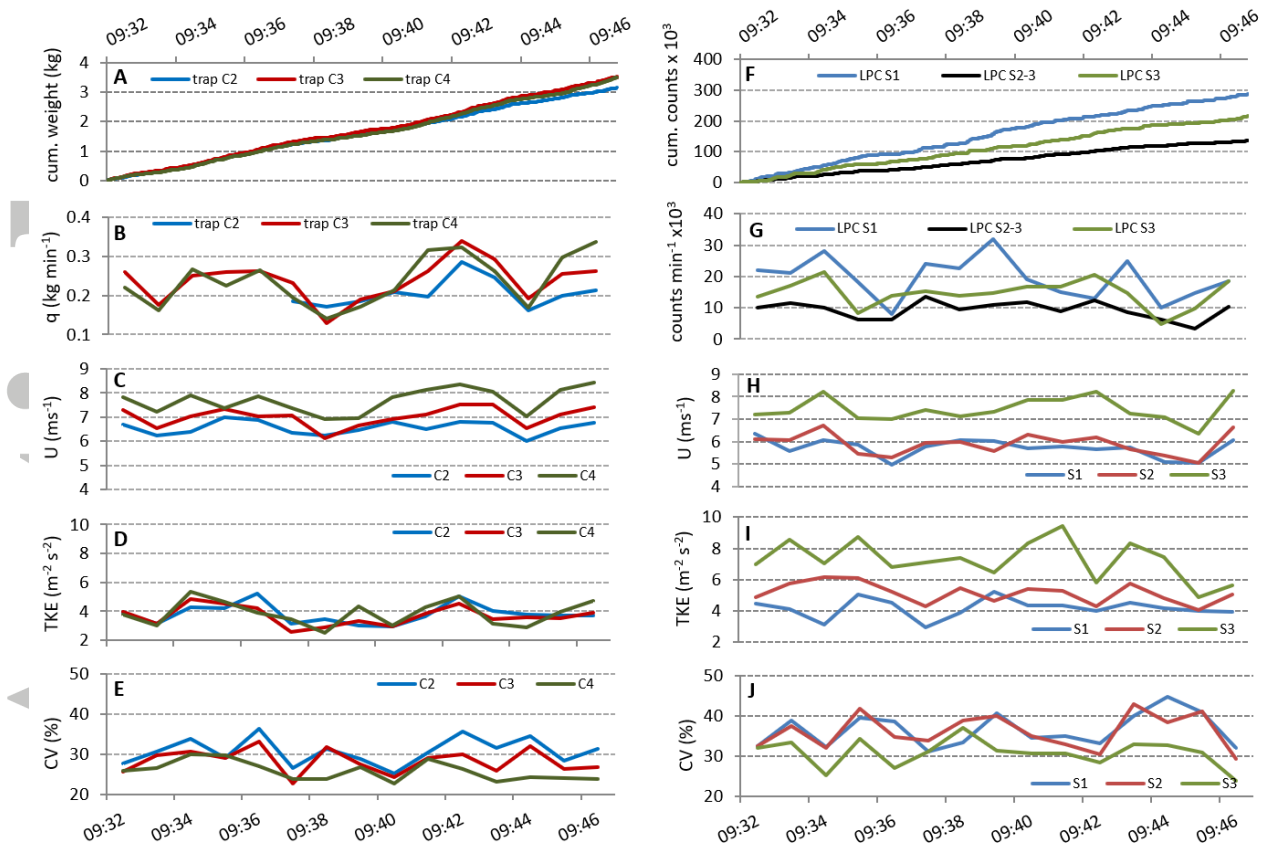 09:32 09:34 09:36 09:38 09:40 09:42 09:44 09:46
cum. weight (kg)
4
3
2
1
0
A
trap C2 trap C3 trap C4
q (kg min⁻¹)
0.4
0.3
0.2
0.1
B
trap C2 trap C3 trap C4
U (ms⁻¹)
9
8
7
6
5
4
C
C2 C3 C4
TKE (m⁻² s⁻²)
10
8
6
4
2
D
C2 C3 C4
CV (%)
50
40
30
20
E
C2 C3 C4
09:32 09:34 09:36 09:38 09:40 09:42 09:44 09:46
09:32 09:34 09:36 09:38 09:40 09:42 09:44 09:46
cum. counts x 10³
400
300
200
100
0
F
LPC S1 LPC S2-3 LPC S3
counts min⁻¹ x10³
40
30
20
10
0
G
LPC S1 LPC S2-3 LPC S3
U (ms⁻¹)
9
8
7
6
5
4
H
S1 S2 S3
TKE (m⁻² s⁻²)
10
8
6
4
2
I
S1 S2 S3
CV (%)
50
40
30
20
J
S1 S2 S3
09:32 09:34 09:36 09:38 09:40 09:42 09:44 09:46